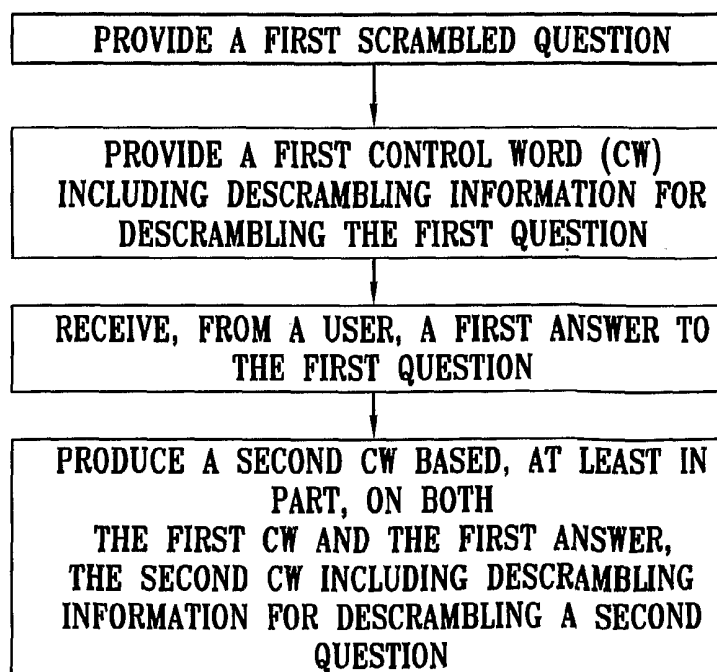 PROVIDE A FIRST SCRAMBLED QUESTION
PROVIDE A FIRST CONTROL WORD (CW)
INCLUDING DESCRAMBLING INFORMATION FOR
DESCRAMBLING THE FIRST QUESTION
RECEIVE, FROM A USER, A FIRST ANSWER TO
THE FIRST QUESTION
PRODUCE A SECOND CW BASED, AT LEAST IN
PART, ON BOTH
THE FIRST CW AND THE FIRST ANSWER,
THE SECOND CW INCLUDING DESCRAMBLING
INFORMATION FOR DESCRAMBLING A SECOND
QUESTION